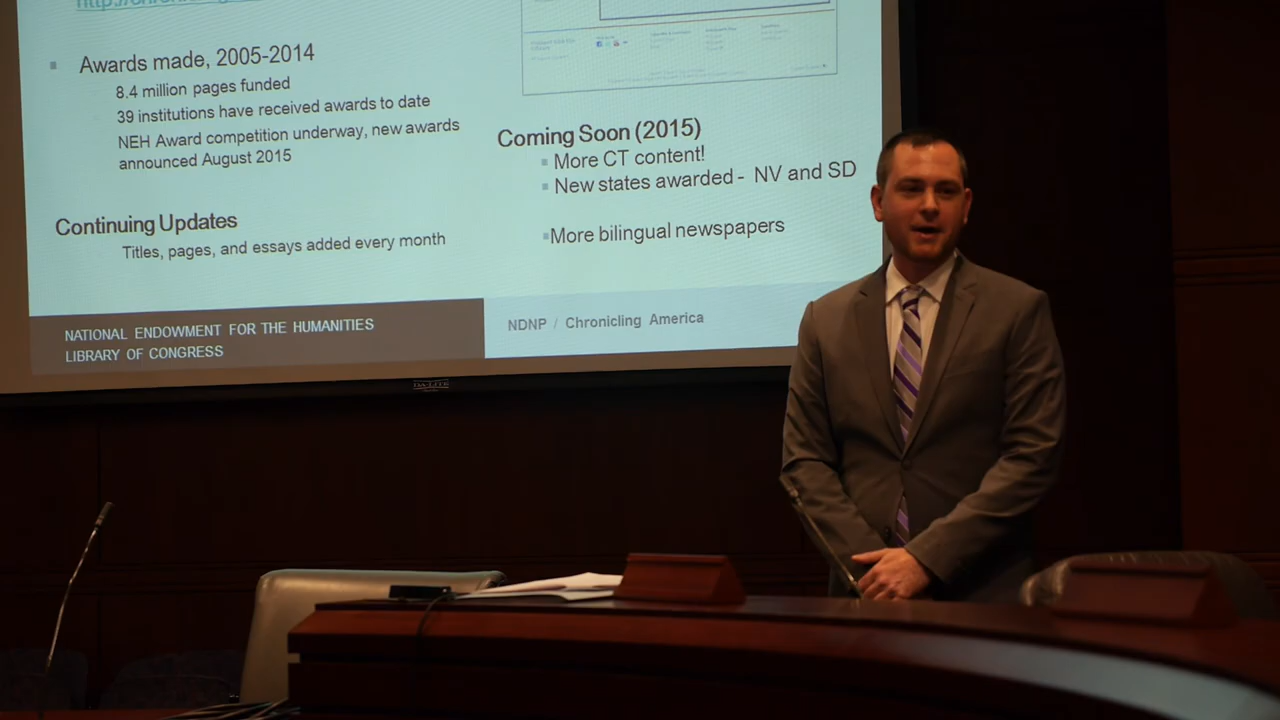 Awards made, 2005-2014
8.4 million pages funded
39 institutions have received awards to date
NEH Award competition underway, new awards
announced August 2015
Continuing Updates
Titles, pages, and essays added every month
Coming Soon (2015)
More CT content!
New states awarded - NV and SD
More bilingual newspapers
NATIONAL ENDOWMENT FOR THE HUMANITIES
LIBRARY OF CONGRESS
NDNP / Chronicling America
DA-LITE